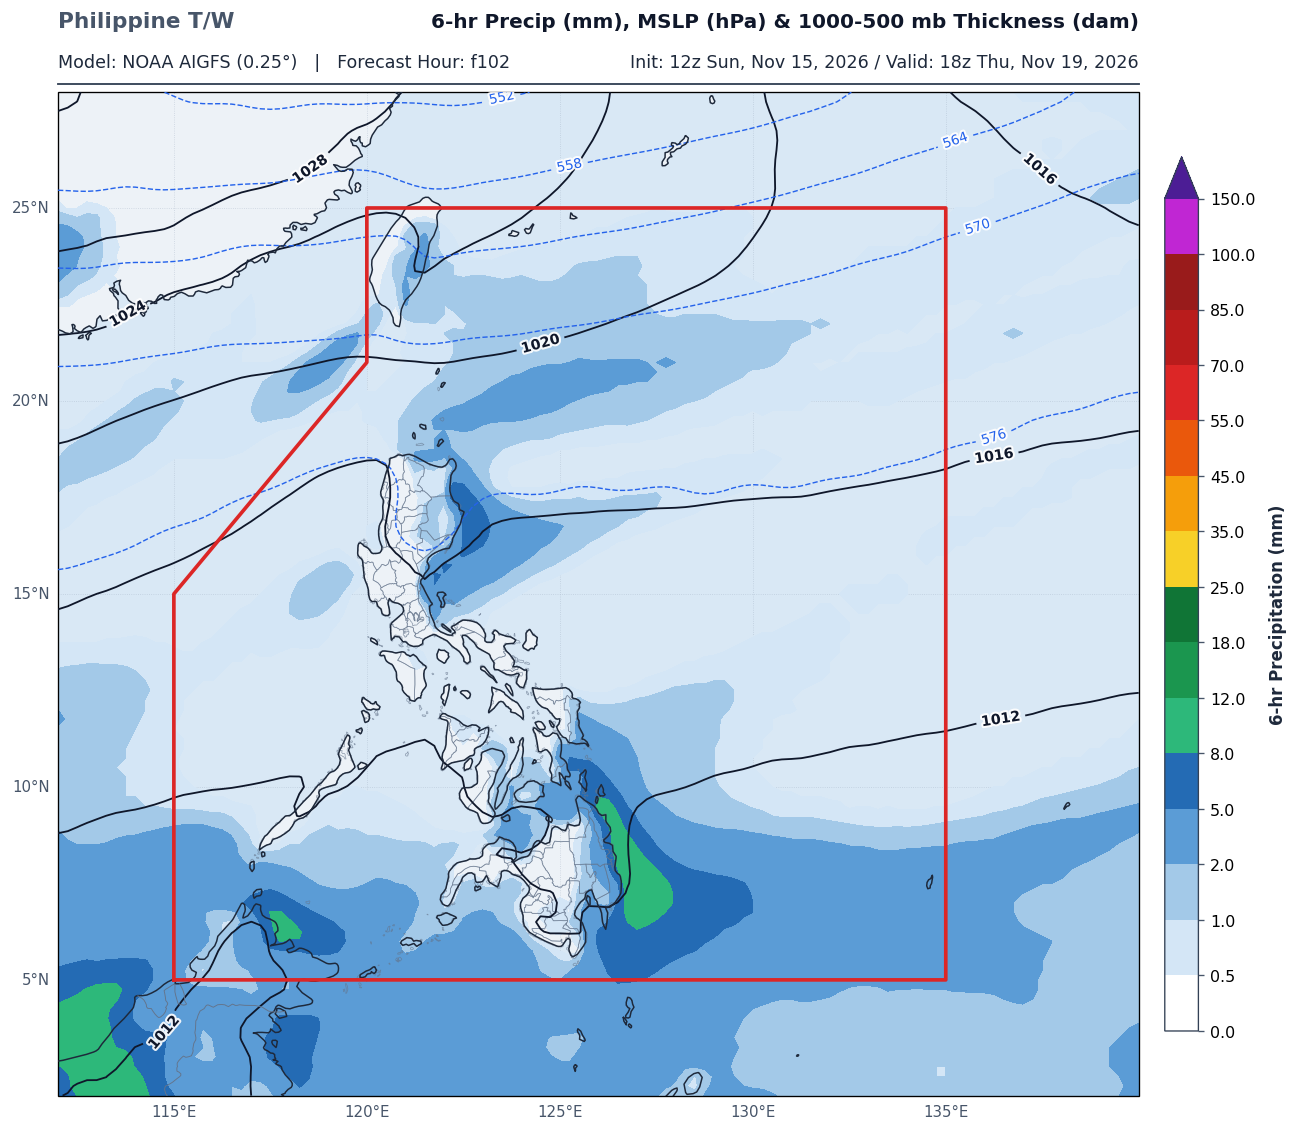 Philippine T/W
6-hr Precip (mm), MSLP (hPa) & 1000-500 mb Thickness (dam)
Model: NOAA AIGFS (0.25°) | Forecast Hour: f102
Init: 12z Sun, Nov 15, 2026 / Valid: 18z Thu, Nov 19, 2026
552
1028
558
564
1016
570
1024
1020
576
1016
1012
1012
25°N
20°N
15°N
10°N
5°N
115°E
120°E
125°E
130°E
135°E
150.0
100.0
85.0
70.0
55.0
45.0
35.0
25.0
18.0
12.0
8.0
5.0
2.0
1.0
0.5
0.0
6-hr Precipitation (mm)